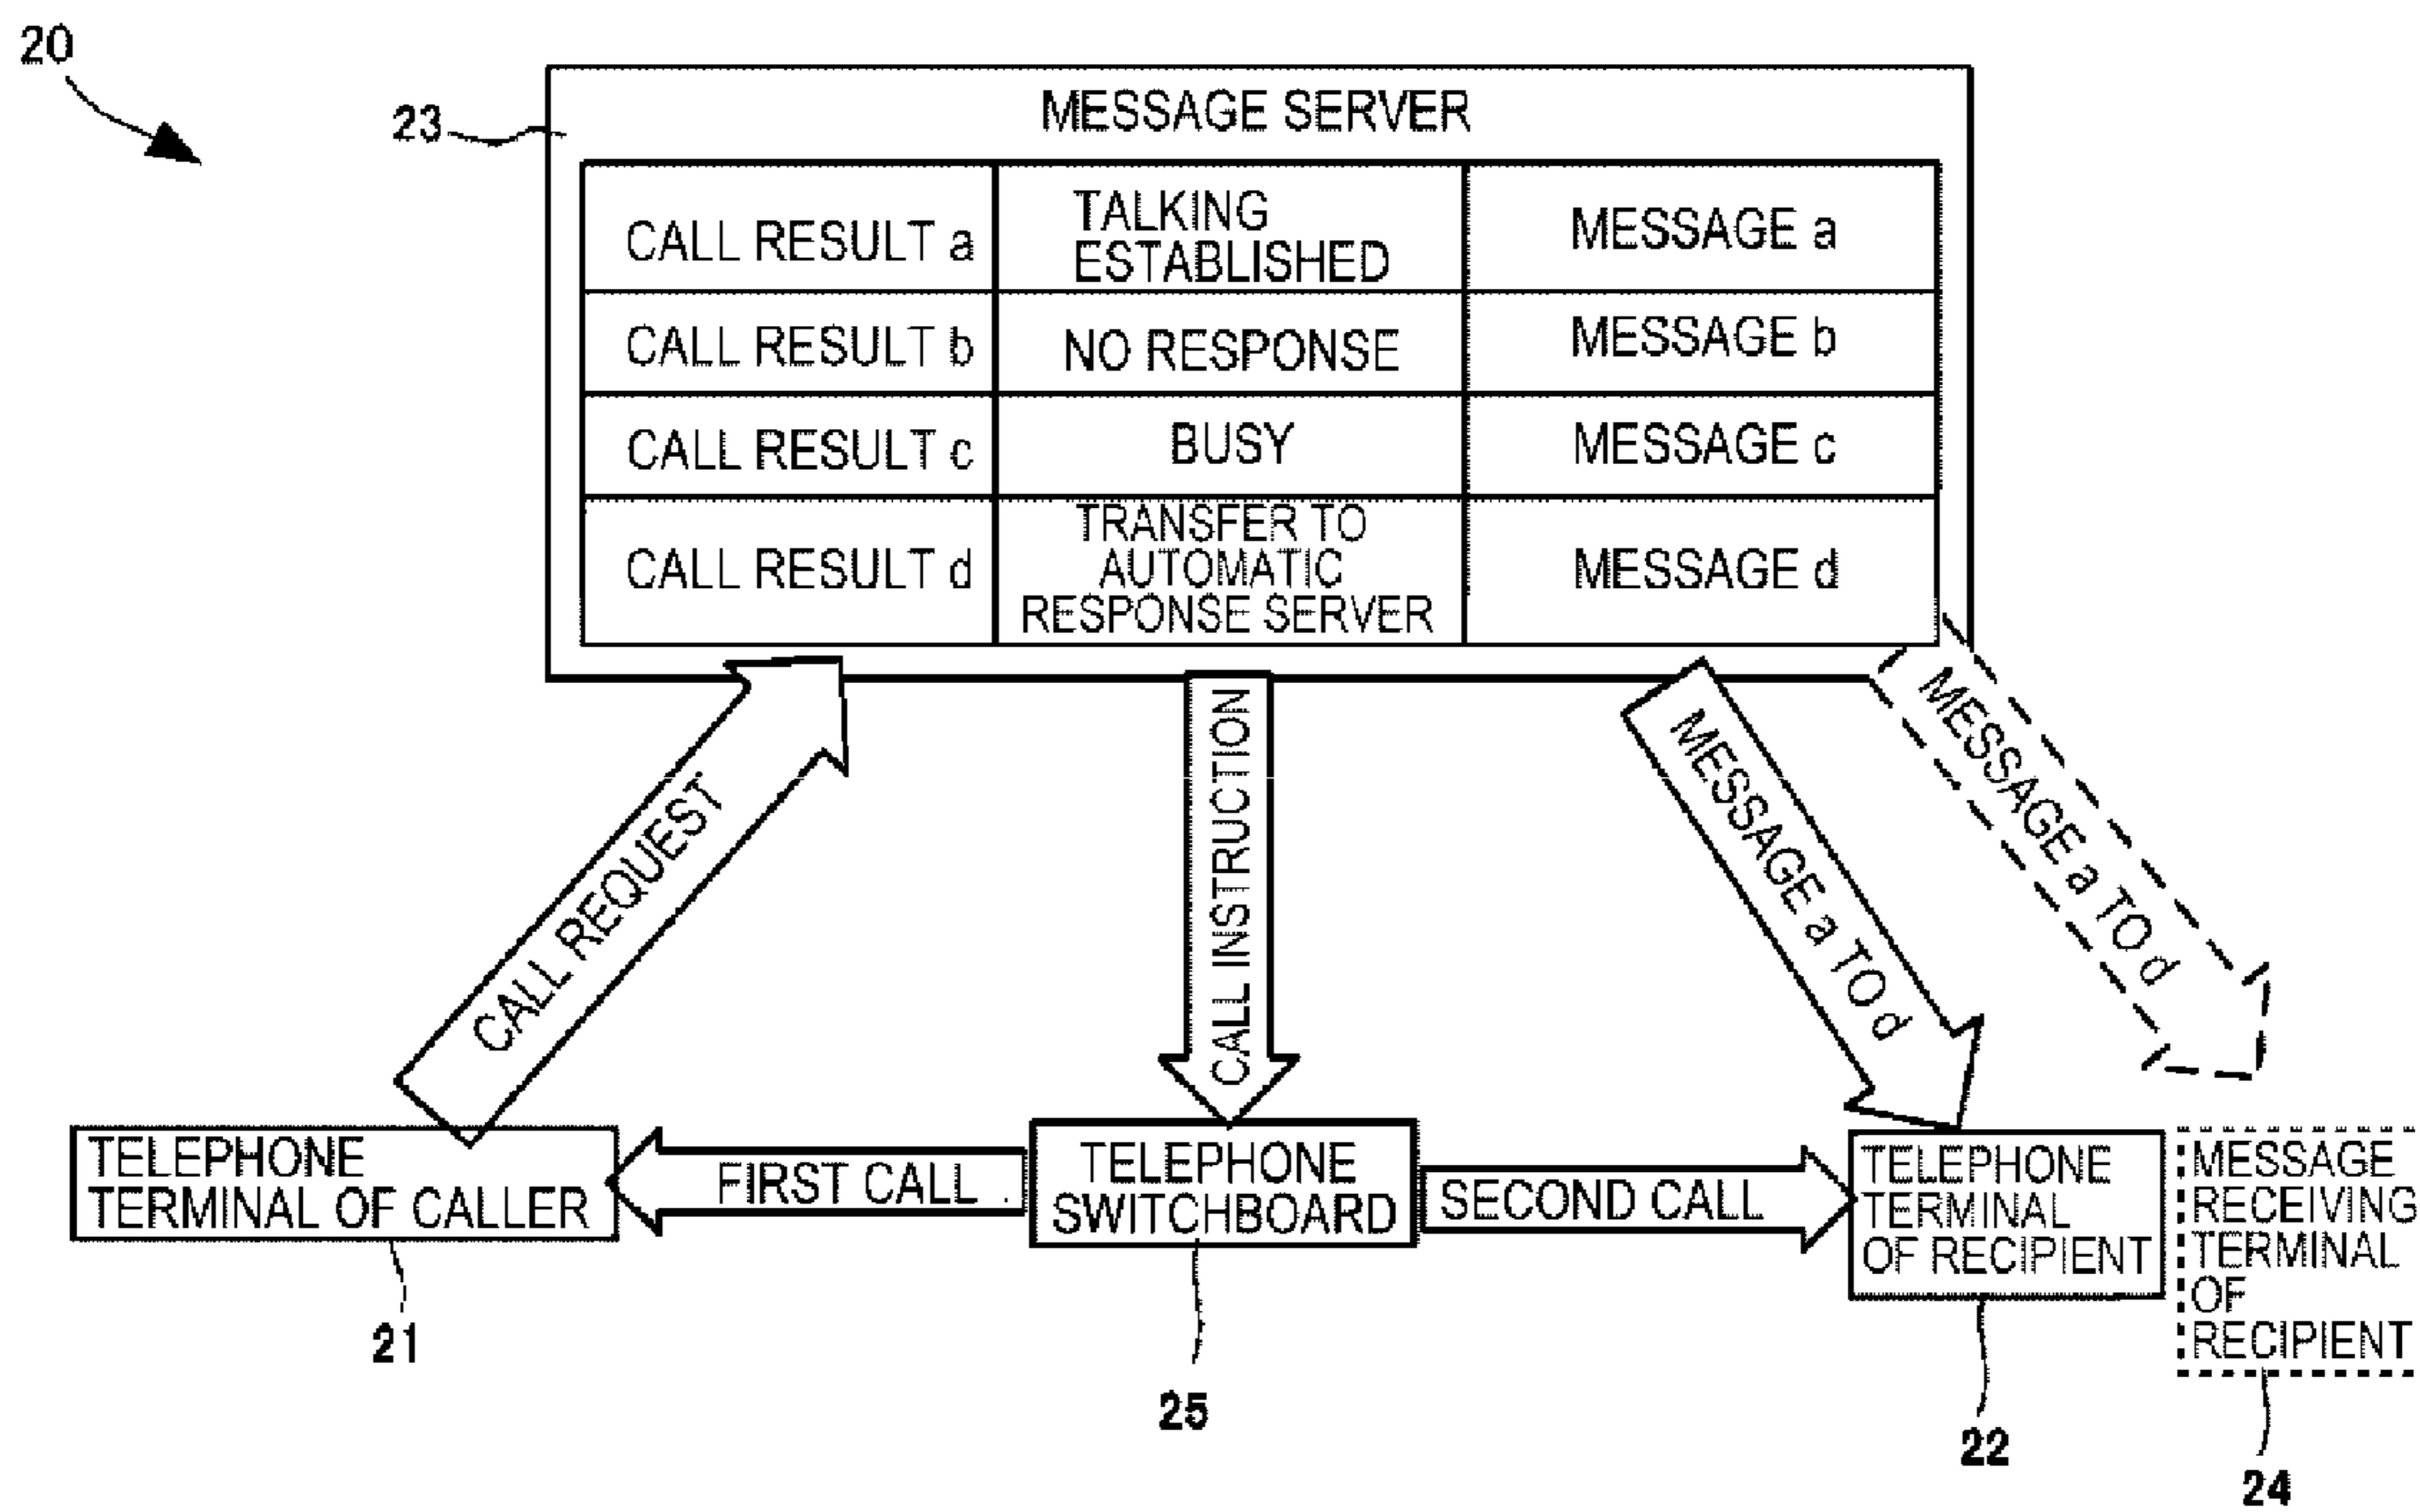 20
23
MESSAGE SERVER
CALL RESULT a
TALKING
ESTABLISHED
MESSAGE a
CALL RESULT b
NO RESPONSE
MESSAGE b
CALL RESULT c
BUSY
MESSAGE c
CALL RESULT d
TRANSFER TO
AUTOMATIC
RESPONSE SERVER
MESSAGE d
CALL REQUEST
CALL INSTRUCTION
MESSAGE a TO d
MESSAGE a TO d
TELEPHONE
TERMINAL OF CALLER
FIRST CALL
TELEPHONE
SWITCHBOARD
SECOND CALL
TELEPHONE
TERMINAL
OF RECIPIENT
MESSAGE
RECEIVING
TERMINAL
OF
RECIPIENT
21
25
22
24